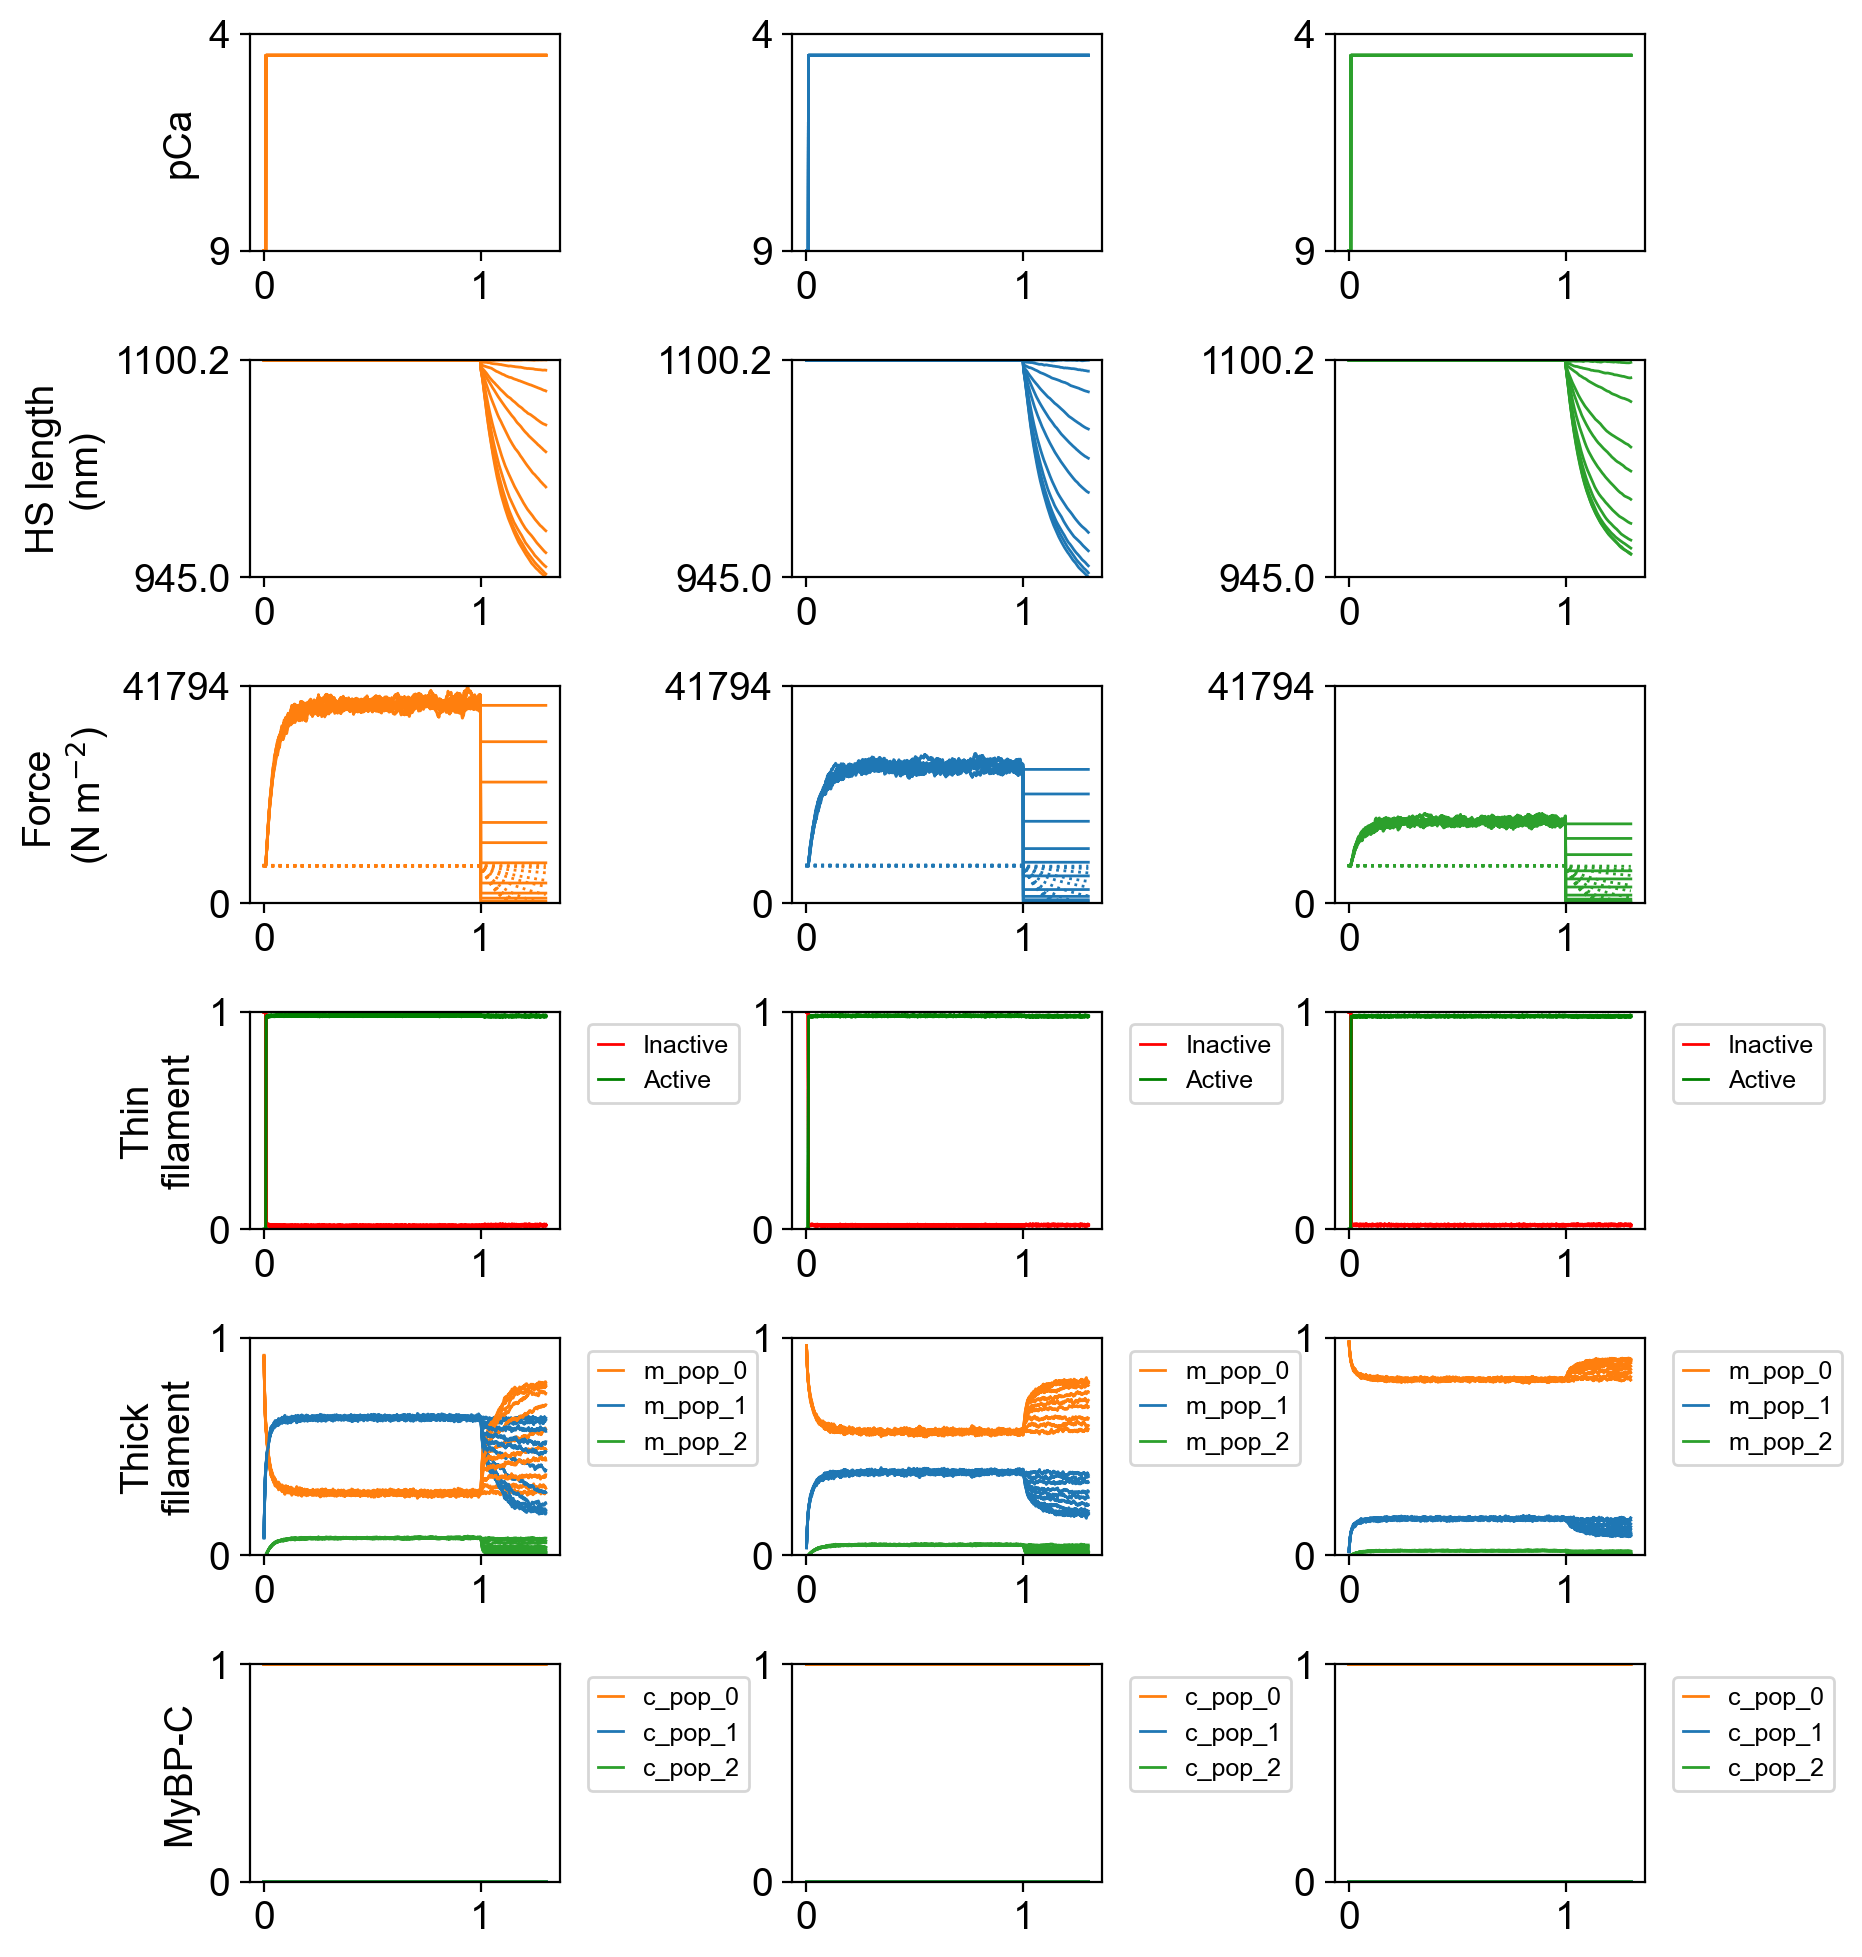 pCa
4
9
0 1
4
9
0 1
4
9
0 1
HS length
(nm)
1100.2
945.0
0 1
1100.2
945.0
0 1
1100.2
945.0
0 1
Force
(N m⁻²)
41794
0
0 1
41794
0
0 1
41794
0
0 1
Thin
filament
1
0
0 1
Inactive
Active
1
0
0 1
Inactive
Active
1
0
0 1
Inactive
Active
Thick
filament
1
0
0 1
m_pop_0
m_pop_1
m_pop_2
1
0
0 1
m_pop_0
m_pop_1
m_pop_2
1
0
0 1
m_pop_0
m_pop_1
m_pop_2
MyBP-C
1
0
0 1
c_pop_0
c_pop_1
c_pop_2
1
0
0 1
c_pop_0
c_pop_1
c_pop_2
1
0
0 1
c_pop_0
c_pop_1
c_pop_2